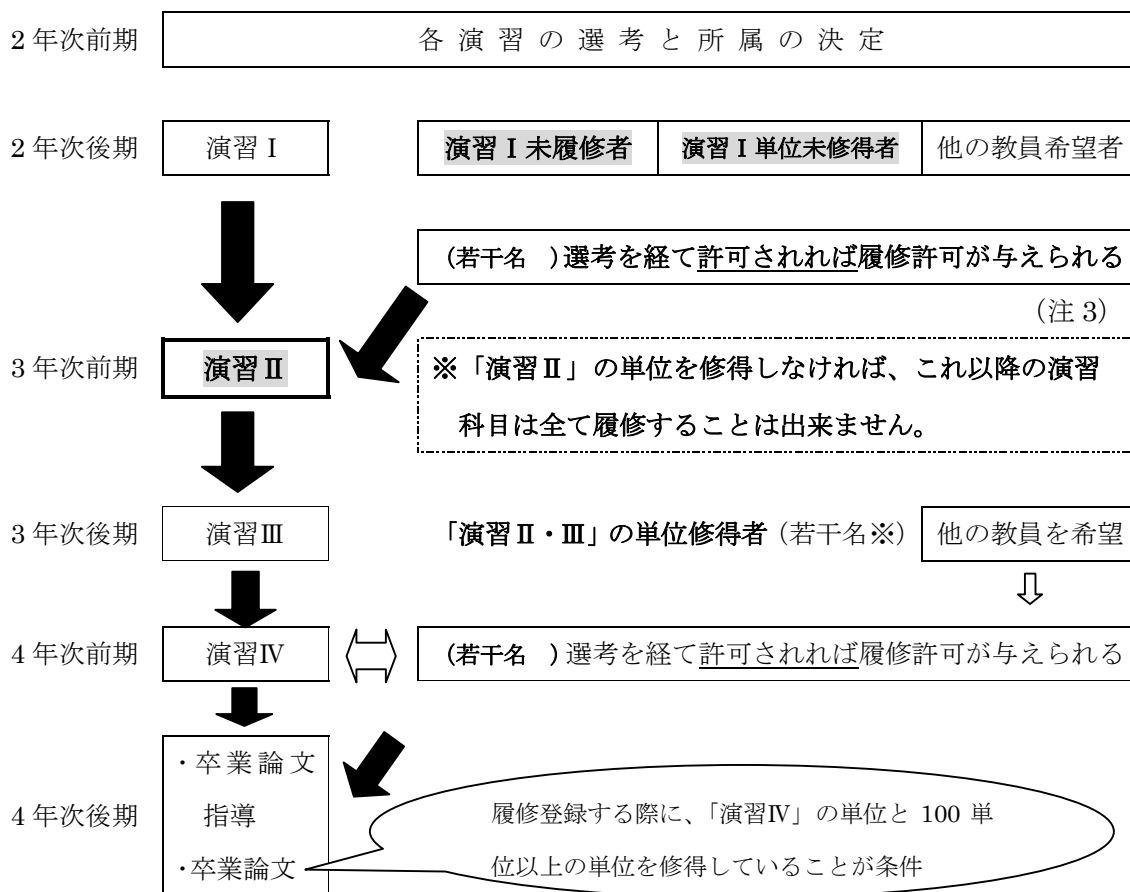 2 年次前期 各 演 習 の 選 考 と 所 属 の 決 定
2 年次後期 演習Ⅰ 演習Ⅰ未履修者 演習Ⅰ単位未修得者 他の教員希望者
(若干名　) 選考を経て許可されれば履修許可が与えられる
（注 3）
3 年次前期 演習Ⅱ ※「演習Ⅱ」の単位を修得しなければ、これ以降の演習
科目は全て履修することは出来ません。
3 年次後期 演習Ⅲ 「演習Ⅱ・Ⅲ」の単位修得者（若干名※） 他の教員を希望
4 年次前期 演習Ⅳ (若干名　) 選考を経て許可されれば履修許可が与えられる
・卒 業 論 文
4 年次後期 指導 履修登録する際に、「演習Ⅳ」の単位と 100 単
・卒業論文 位以上の単位を修得していることが条件